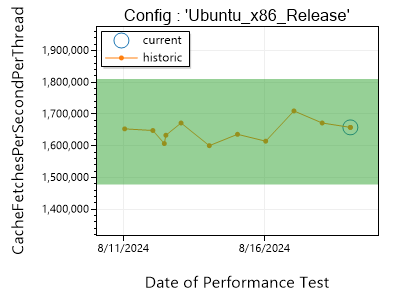 Config : 'Ubuntu_x86_Release'
CacheFetchesPerSecondPerThread
1,900,000
1,800,000
1,700,000
1,600,000
1,500,000
1,400,000
current
historic
8/11/2024
8/16/2024
Date of Performance Test